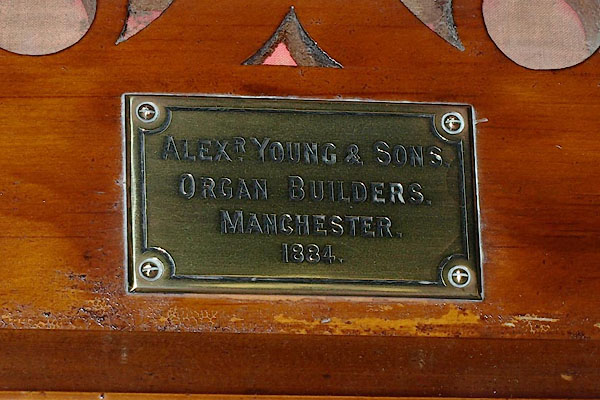 ALEXR. YOUNG & SONS.
ORGAN BUILDERS.
MANCHESTER.
1884.